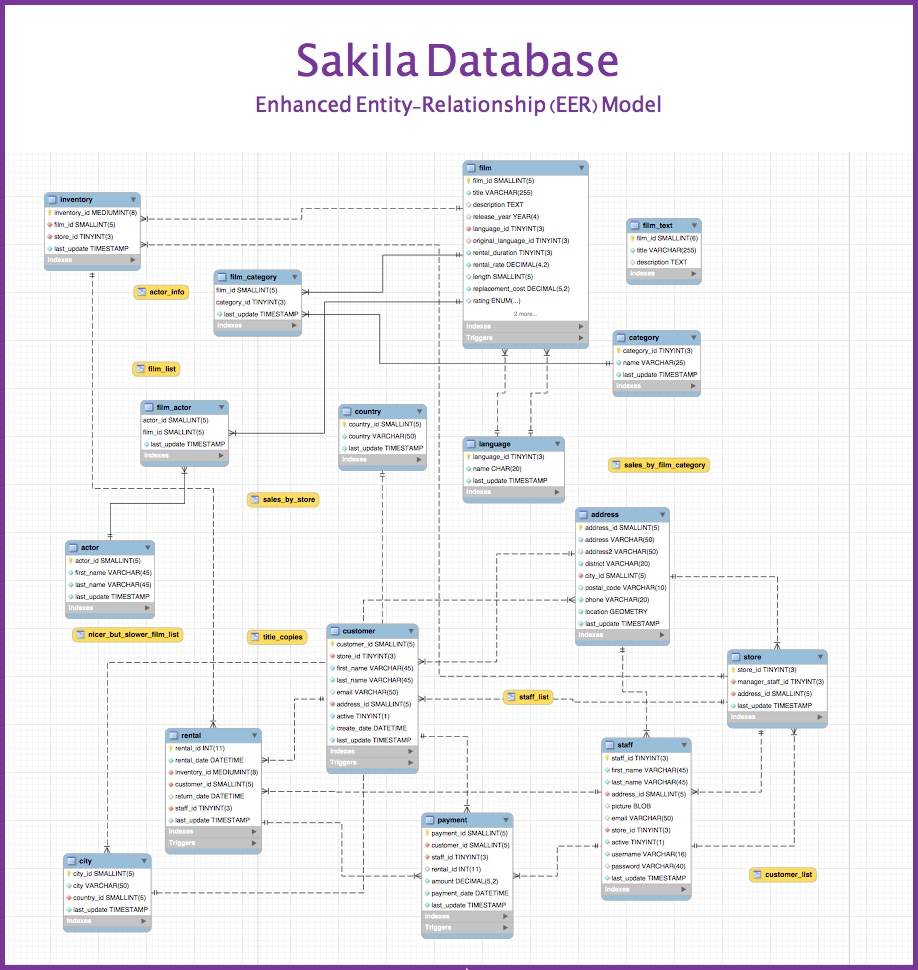 Sakila Database
Enhanced Entity-Relationship (EER) Model
film
film_id SMALLINT(5)
title VARCHAR(255)
description TEXT
release_year YEAR(4)
language_id TINYINT(3)
original_language_id TINYINT(3)
rental_duration TINYINT(3)
rental_rate DECIMAL(4,2)
length SMALLINT(5)
replacement_cost DECIMAL(5,2)
rating ENUM(...)
2 more...
Indexes
Triggers
inventory
inventory_id MEDIUMINT(8)
film_id SMALLINT(5)
store_id TINYINT(3)
last_update TIMESTAMP
Indexes
film_text
film_id SMALLINT(6)
title VARCHAR(255)
description TEXT
Indexes
film_category
film_id SMALLINT(5)
category_id TINYINT(3)
last_update TIMESTAMP
Indexes
actor_info
category
category_id TINYINT(3)
name VARCHAR(25)
last_update TIMESTAMP
Indexes
film_list
film_actor
actor_id SMALLINT(5)
film_id SMALLINT(5)
last_update TIMESTAMP
Indexes
country
country_id SMALLINT(5)
country VARCHAR(50)
last_update TIMESTAMP
Indexes
language
language_id TINYINT(3)
name CHAR(20)
last_update TIMESTAMP
Indexes
sales_by_film_category
sales_by_store
address
address_id SMALLINT(5)
address VARCHAR(50)
address2 VARCHAR(50)
district VARCHAR(20)
city_id SMALLINT(5)
postal_code VARCHAR(10)
phone VARCHAR(20)
location GEOMETRY
last_update TIMESTAMP
Indexes
actor
actor_id SMALLINT(5)
first_name VARCHAR(45)
last_name VARCHAR(45)
last_update TIMESTAMP
Indexes
nicer_but_slower_film_list
title_copies
customer
customer_id SMALLINT(5)
store_id TINYINT(3)
first_name VARCHAR(45)
last_name VARCHAR(45)
email VARCHAR(50)
address_id SMALLINT(5)
active TINYINT(1)
create_date DATETIME
last_update TIMESTAMP
Indexes
Triggers
store
store_id TINYINT(3)
manager_staff_id TINYINT(3)
address_id SMALLINT(5)
last_update TIMESTAMP
Indexes
staff_list
rental
rental_id INT(11)
rental_date DATETIME
inventory_id MEDIUMINT(8)
customer_id SMALLINT(5)
return_date DATETIME
staff_id TINYINT(3)
last_update TIMESTAMP
Indexes
Triggers
staff
staff_id TINYINT(3)
first_name VARCHAR(45)
last_name VARCHAR(45)
address_id SMALLINT(5)
picture BLOB
email VARCHAR(50)
store_id TINYINT(3)
active TINYINT(1)
username VARCHAR(16)
password VARCHAR(40)
last_update TIMESTAMP
Indexes
payment
payment_id SMALLINT(5)
customer_id SMALLINT(5)
staff_id TINYINT(3)
rental_id INT(11)
amount DECIMAL(5,2)
payment_date DATETIME
last_update TIMESTAMP
Indexes
Triggers
city
city_id SMALLINT(5)
city VARCHAR(50)
country_id SMALLINT(5)
last_update TIMESTAMP
Indexes
customer_list